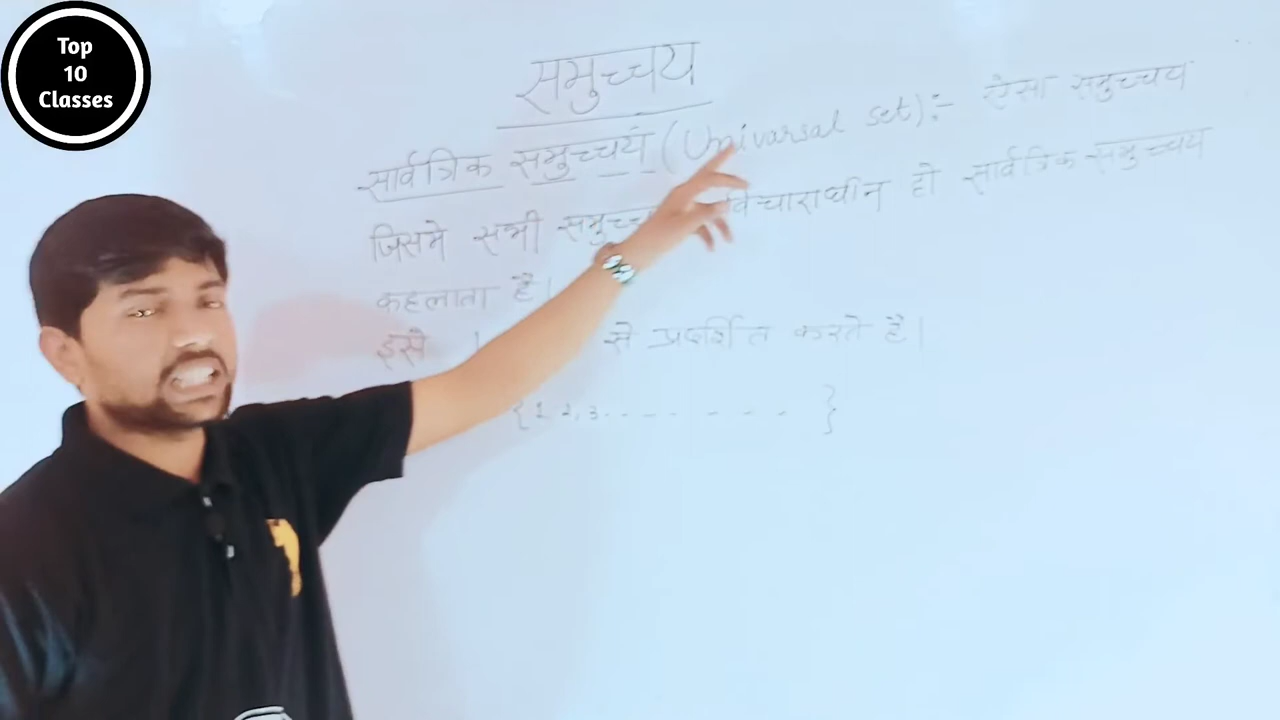 Top
10
Classes
समुच्चय
सार्वत्रिक समुच्चय (Univarsal set):- ऐसा समुच्चय
जिसमे सभी विचाराधीन हो सार्वत्रिक समुच्चय
कहलाता है।
इसे से प्रदर्शित करते है।
{1 2, 3. - - - - - - }